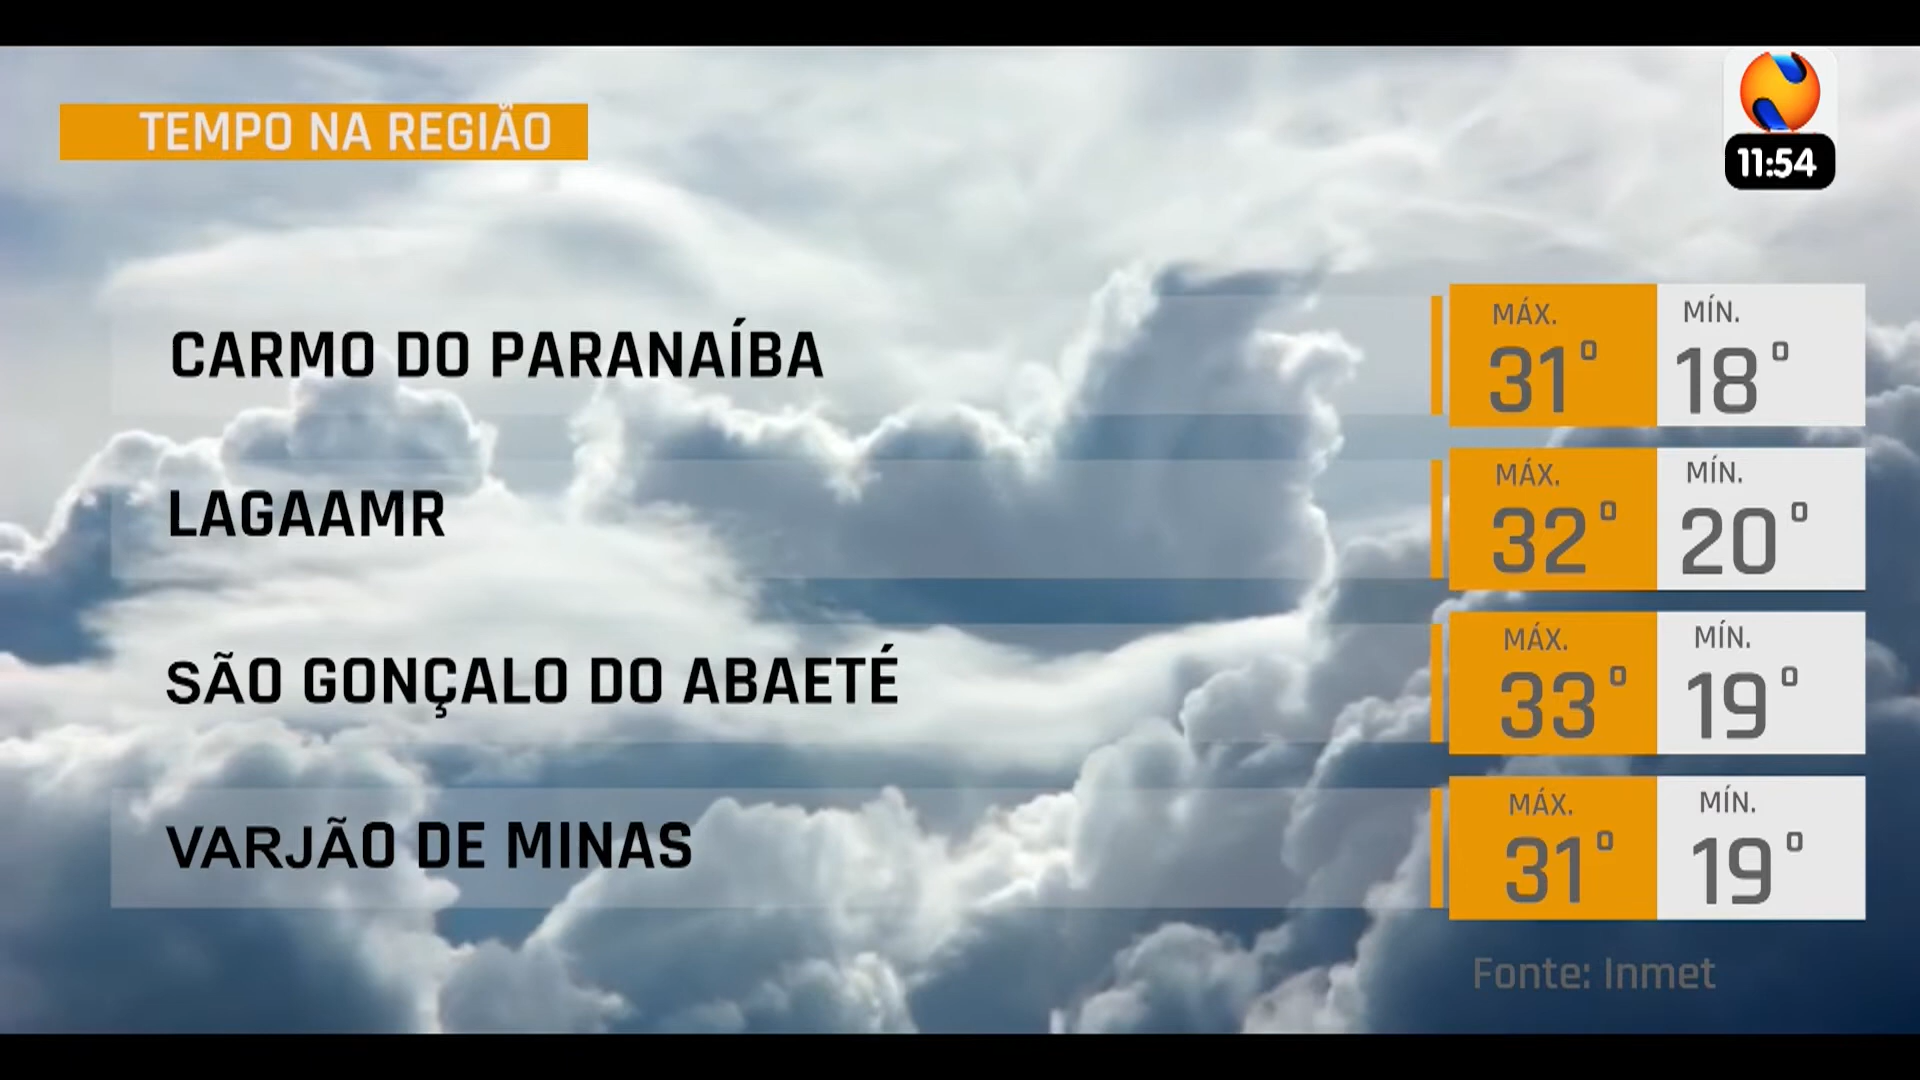 TEMPO NA REGIÃO
11:54
CARMO DO PARANAÍBA
MÁX. MÍN.
31° 18°
LAGAAMR
MÁX. MÍN.
32° 20°
SÃO GONÇALO DO ABAETÉ
MÁX. MÍN.
33° 19°
VARJÃO DE MINAS
MÁX. MÍN.
31° 19°
Fonte: Inmet